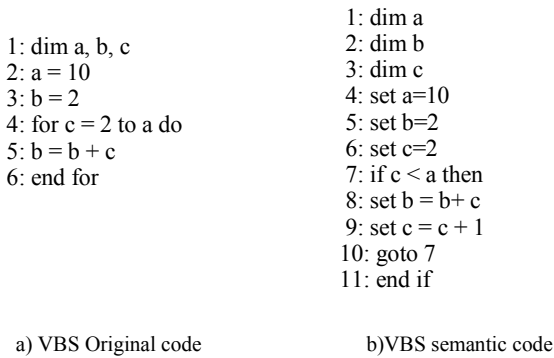 1: dim a, b, c
2: a = 10
3: b = 2
4: for c = 2 to a do
5: b = b + c
6: end for
a) VBS Original code
1: dim a
2: dim b
3: dim c
4: set a=10
5: set b=2
6: set c=2
7: if c < a then
8: set b = b+ c
9: set c = c + 1
10: goto 7
11: end if
b)VBS semantic code